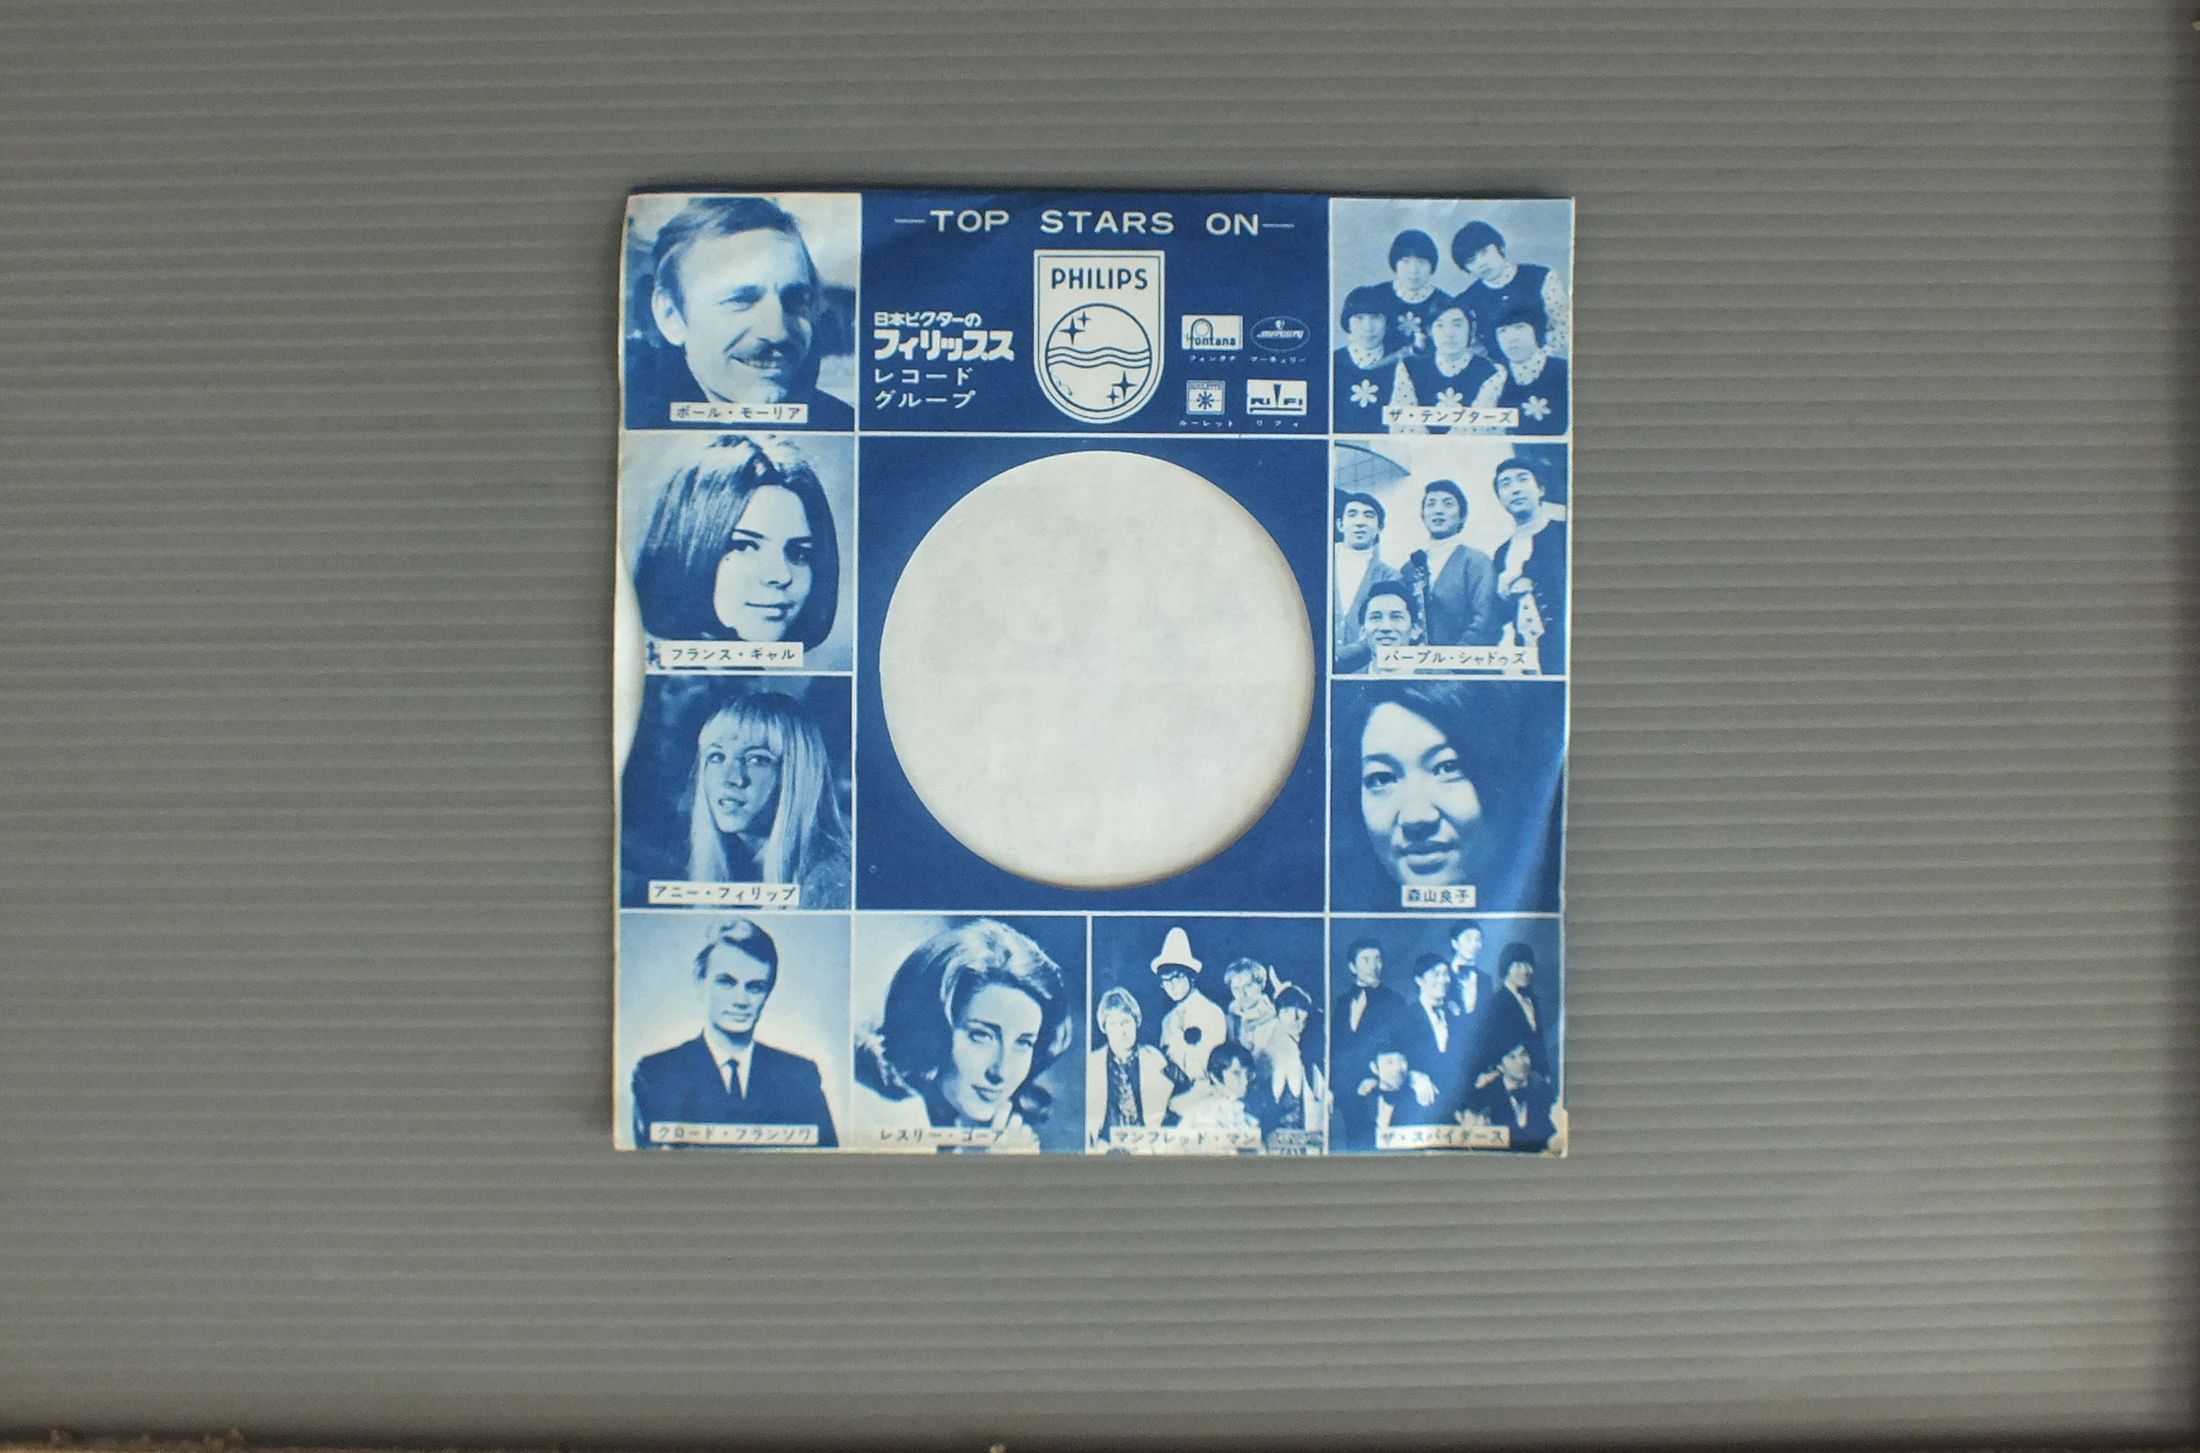 —TOP STARS ON—
PHILIPS
日本ビクターの
フィリップス
レコード
グループ
fontana
フォンタナ
mercury
マーキュリー
ROULETTE
ルーレット
RiFi
リフィ
ポール・モーリア
ザ・テンプターズ
フランス・ギャル
パープル・シャドゥズ
アニー・フィリップ
森山良子
クロード・フランソワ
レスリー・ゴーア
マンフレッド・マン
ザ・スパイダース